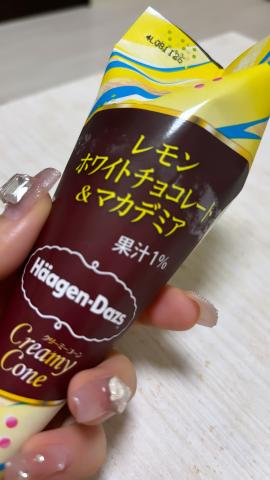 レモン
ホワイトチョコレート
&マカデミア
果汁1%
Häagen-Dazs
クリーミーコーン
Creamy
Cone